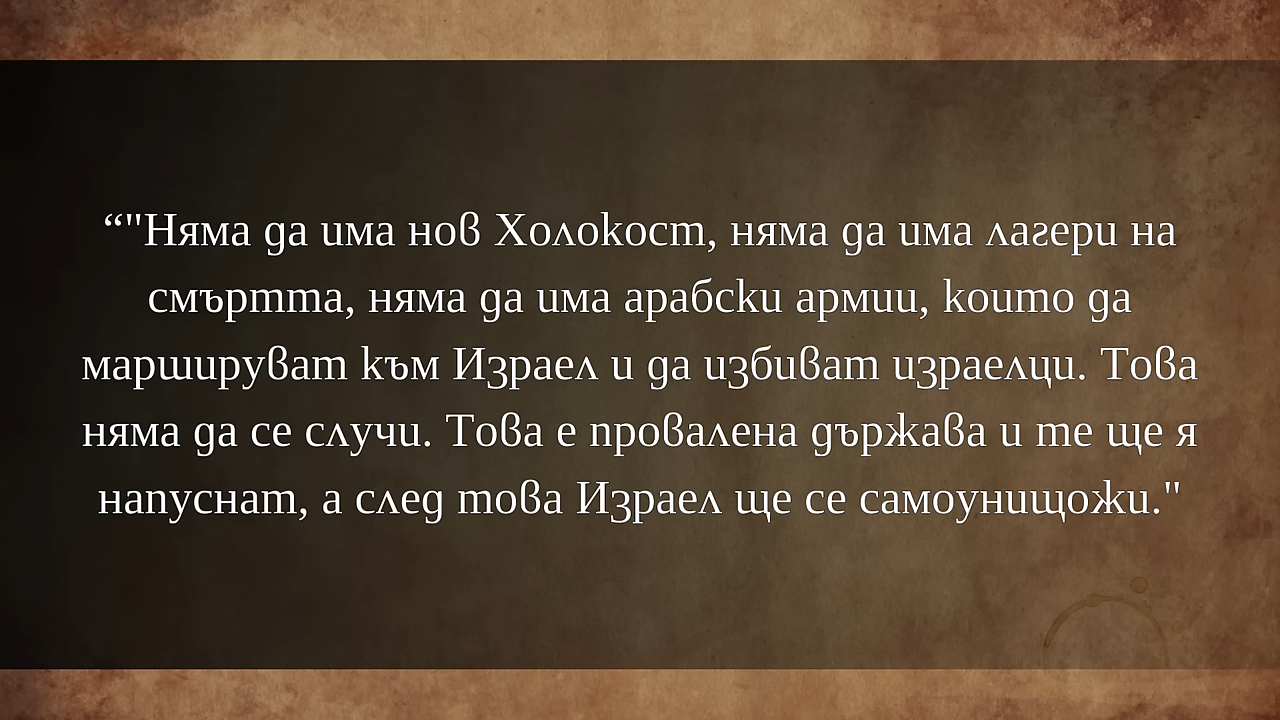 “"Няма да има нов Холокост, няма да има лагери на
смъртта, няма да има арабски армии, които да
маршируват към Израел и да избиват израелци. Това
няма да се случи. Това е провалена държава и те ще я
напуснат, а след това Израел ще се самоунищожи."